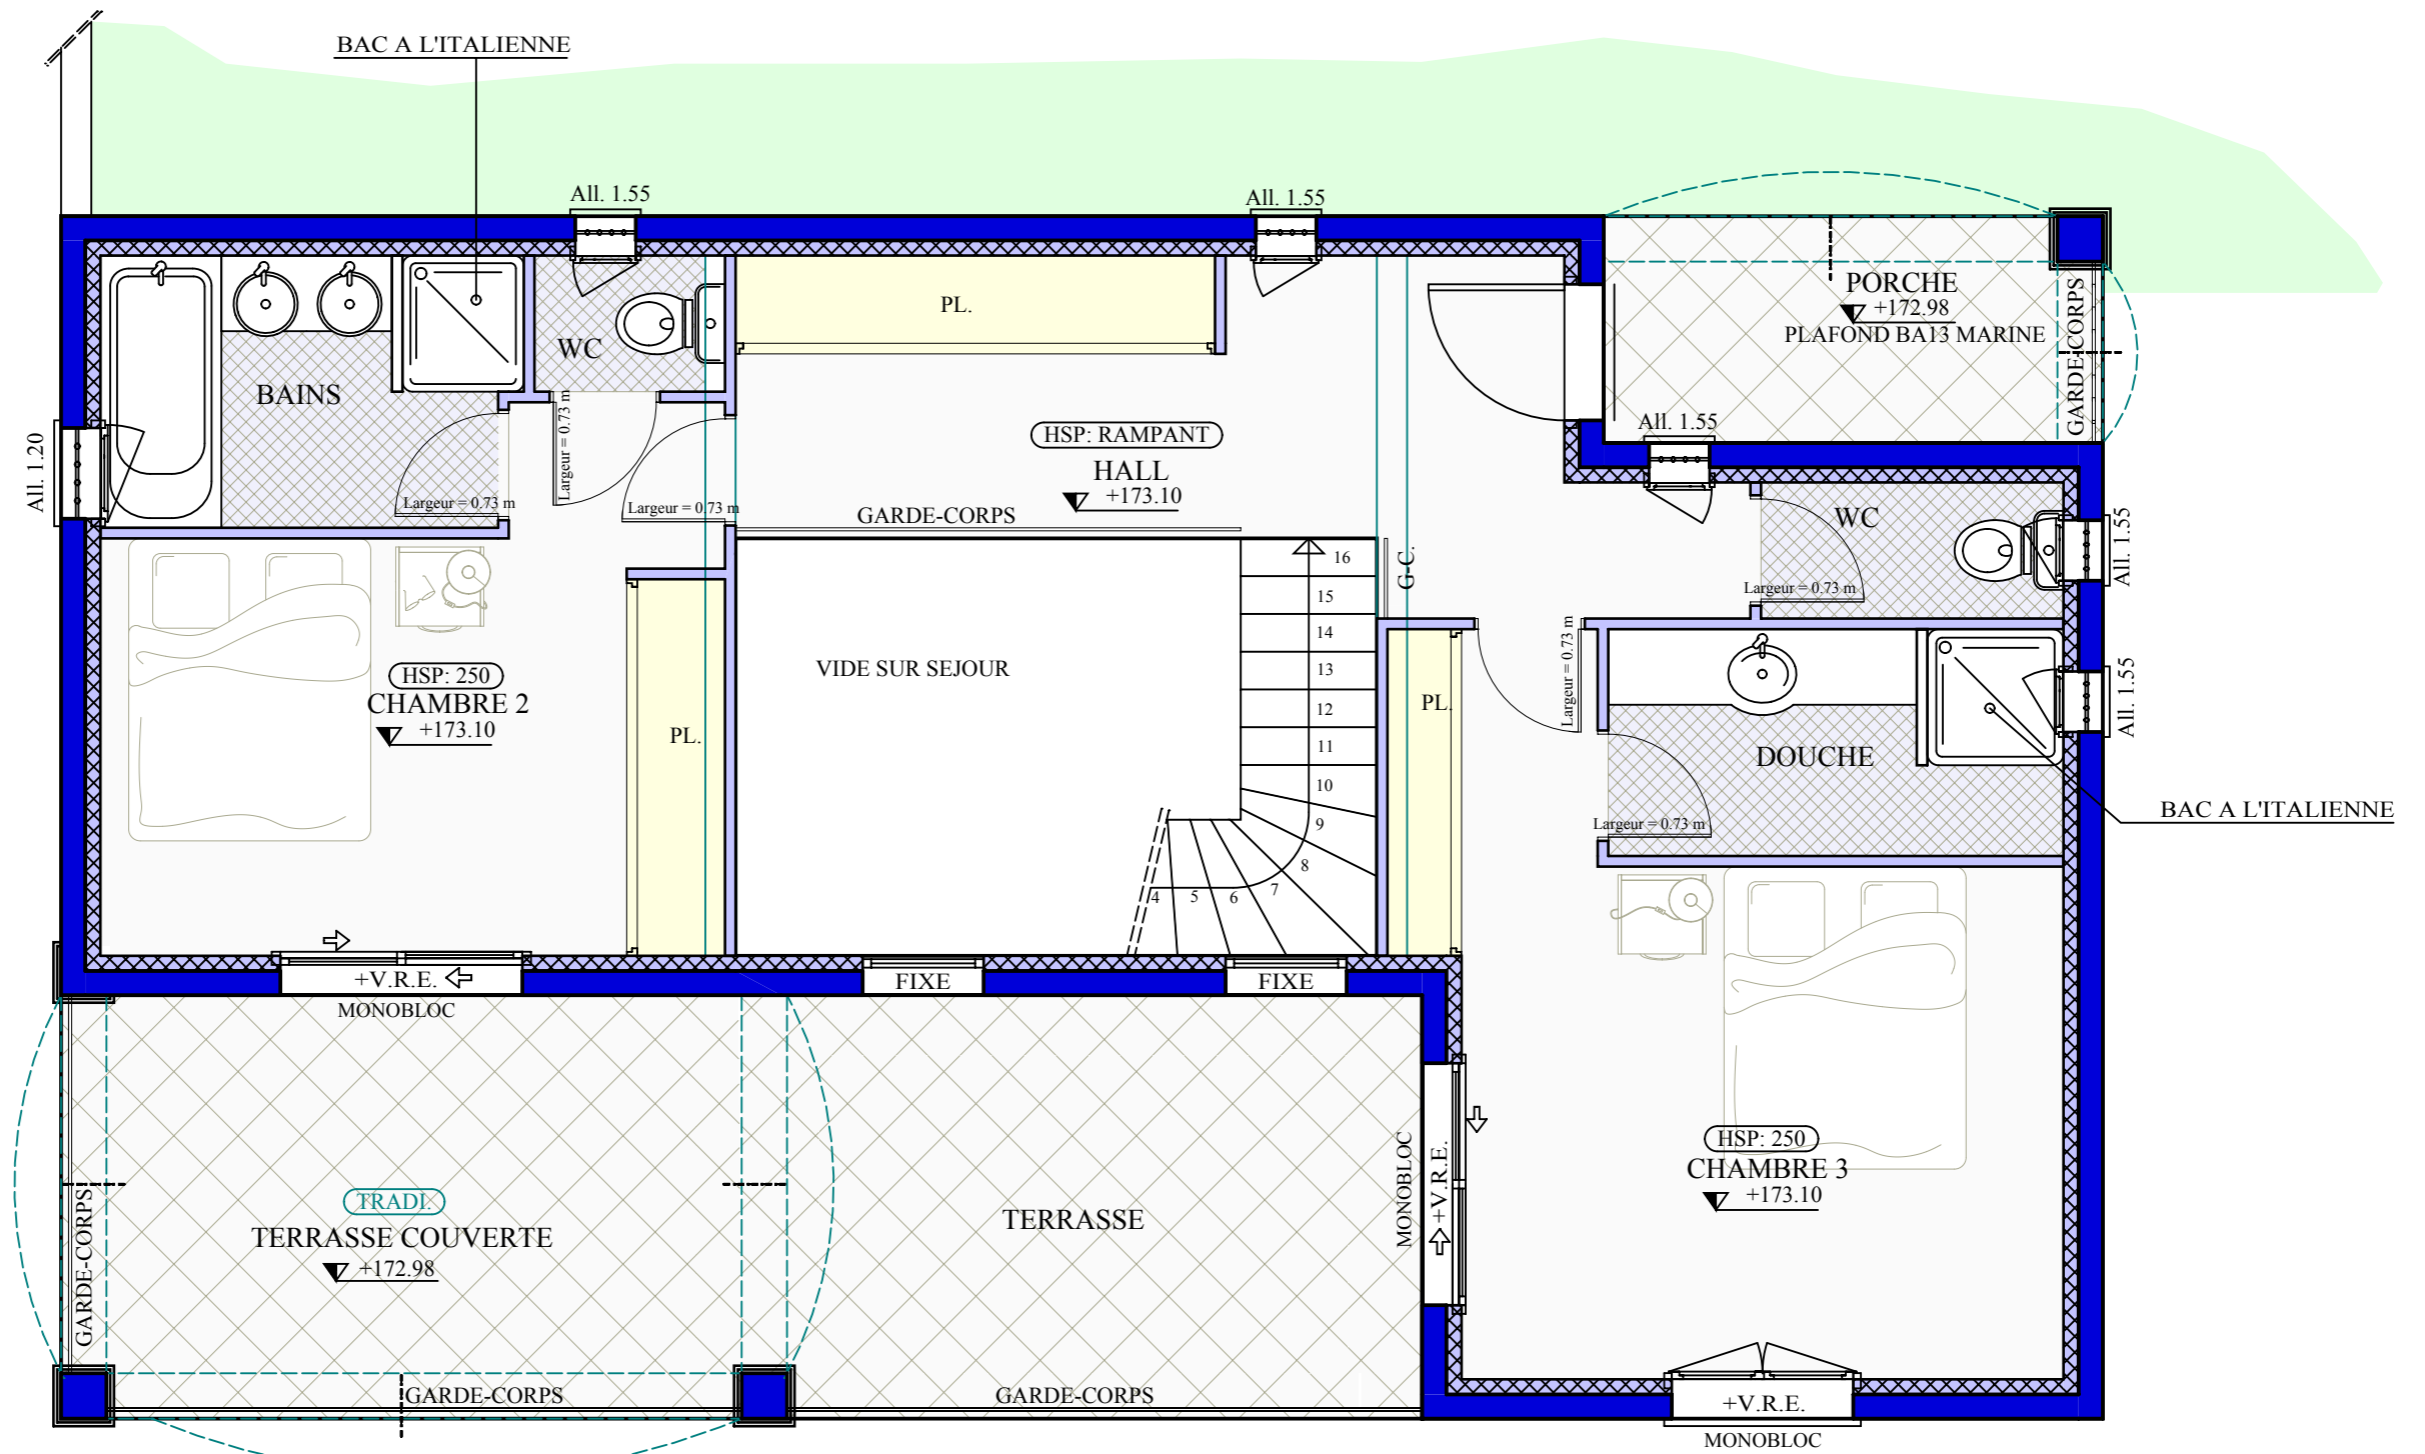 BAC A L'ITALIENNE
All. 1.55
All. 1.55
PORCHE
+172.98
PLAFOND BA13 MARINE
GARDE-CORPS
PL.
WC
BAINS
Largeur = 0.73 m
Largeur = 0.73 m
Largeur = 0.73 m
All. 1.20
HSP: RAMPANT
HALL
+173.10
GARDE-CORPS
All. 1.55
WC
Largeur = 0.73 m
All. 1.55
G-C.
16
15
14
13
12
11
10
9
8
7
6
5
4
VIDE SUR SEJOUR
HSP: 250
CHAMBRE 2
+173.10
PL.
PL.
Largeur = 0.73 m
All. 1.55
DOUCHE
Largeur = 0.73 m
BAC A L'ITALIENNE
+V.R.E.
MONOBLOC
FIXE
FIXE
MONOBLOC
+V.R.E.
HSP: 250
CHAMBRE 3
+173.10
GARDE-CORPS
TRADI.
TERRASSE COUVERTE
+172.98
TERRASSE
GARDE-CORPS
GARDE-CORPS
+V.R.E.
MONOBLOC